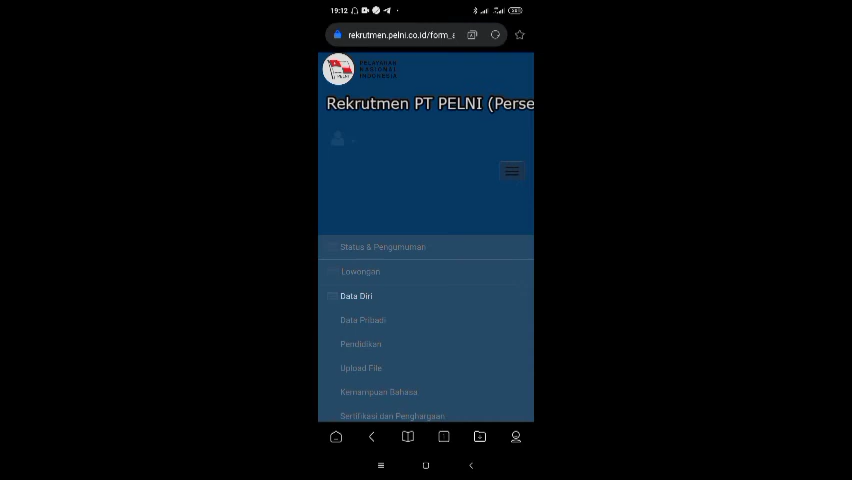 19:12
rekrutmen.pelni.co.id/form_
PELAYARAN
NASIONAL
INDONESIA
PELNI
Rekrutmen PT PELNI (Perse
Status & Pengumuman
Lowongan
Data Diri
Data Pribadi
Pendidikan
Upload File
Kemampuan Bahasa
Sertifikasi dan Penghargaan